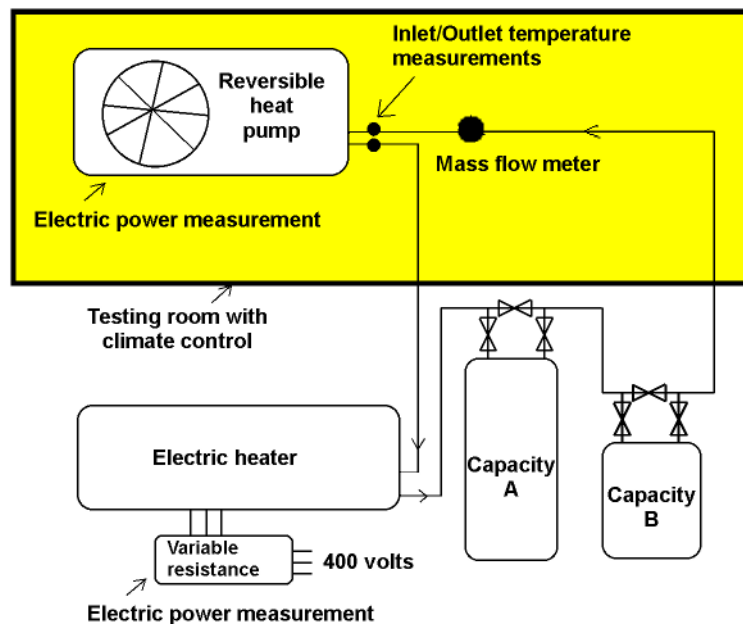 Inlet/Outlet temperature
measurements
Reversible
heat
pump
Mass flow meter
Electric power measurement
Testing room with
climate control
Electric heater
Capacity
A
Capacity
B
Variable
resistance
400 volts
Electric power measurement